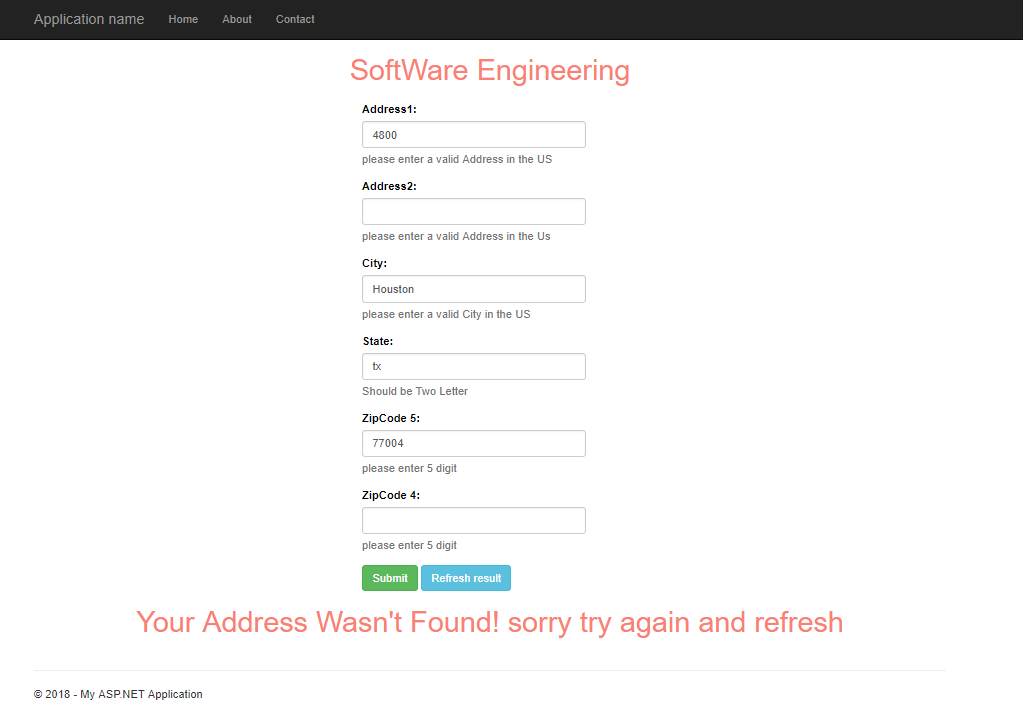 Application name Home About Contact
SoftWare Engineering
Address1:
4800
please enter a valid Address in the US
Address2:
please enter a valid Address in the Us
City:
Houston
please enter a valid City in the US
State:
tx
Should be Two Letter
ZipCode 5:
77004
please enter 5 digit
ZipCode 4:
please enter 5 digit
Submit Refresh result
Your Address Wasn't Found! sorry try again and refresh
© 2018 - My ASP.NET Application